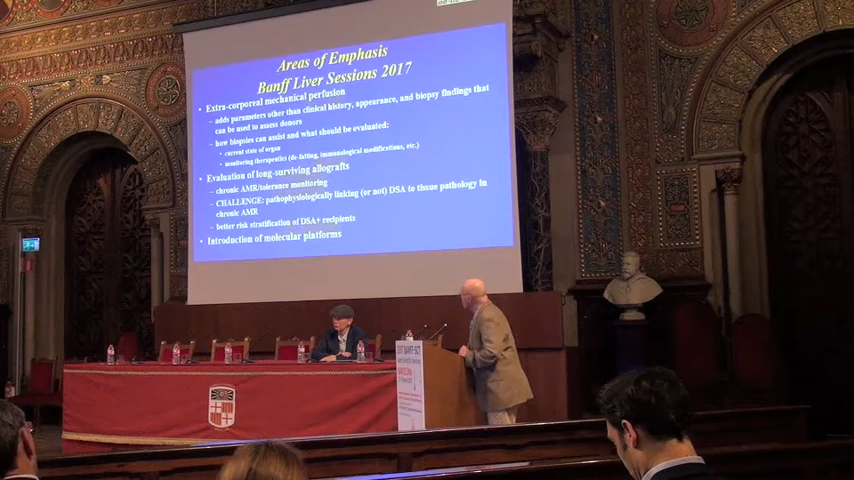 Areas of Emphasis
Banff Liver Sessions 2017
• Extra-corporeal mechanical perfusion
– adds parameters other than clinical history, appearance, and biopsy findings that
can be used to assess donors
– how biopsies can assist and what should be evaluated:
• current state of organ
• monitoring therapeutics (de-fatting, immunological modifications, etc.)
• Evaluation of long-surviving allografts
– chronic AMR/tolerance monitoring
– CHALLENGE: pathophysiologically linking (or not) DSA to tissue pathology in
chronic AMR
– better risk stratification of DSA+ recipients
• Introduction of molecular platforms
BANFF-SCT
BARCELONA